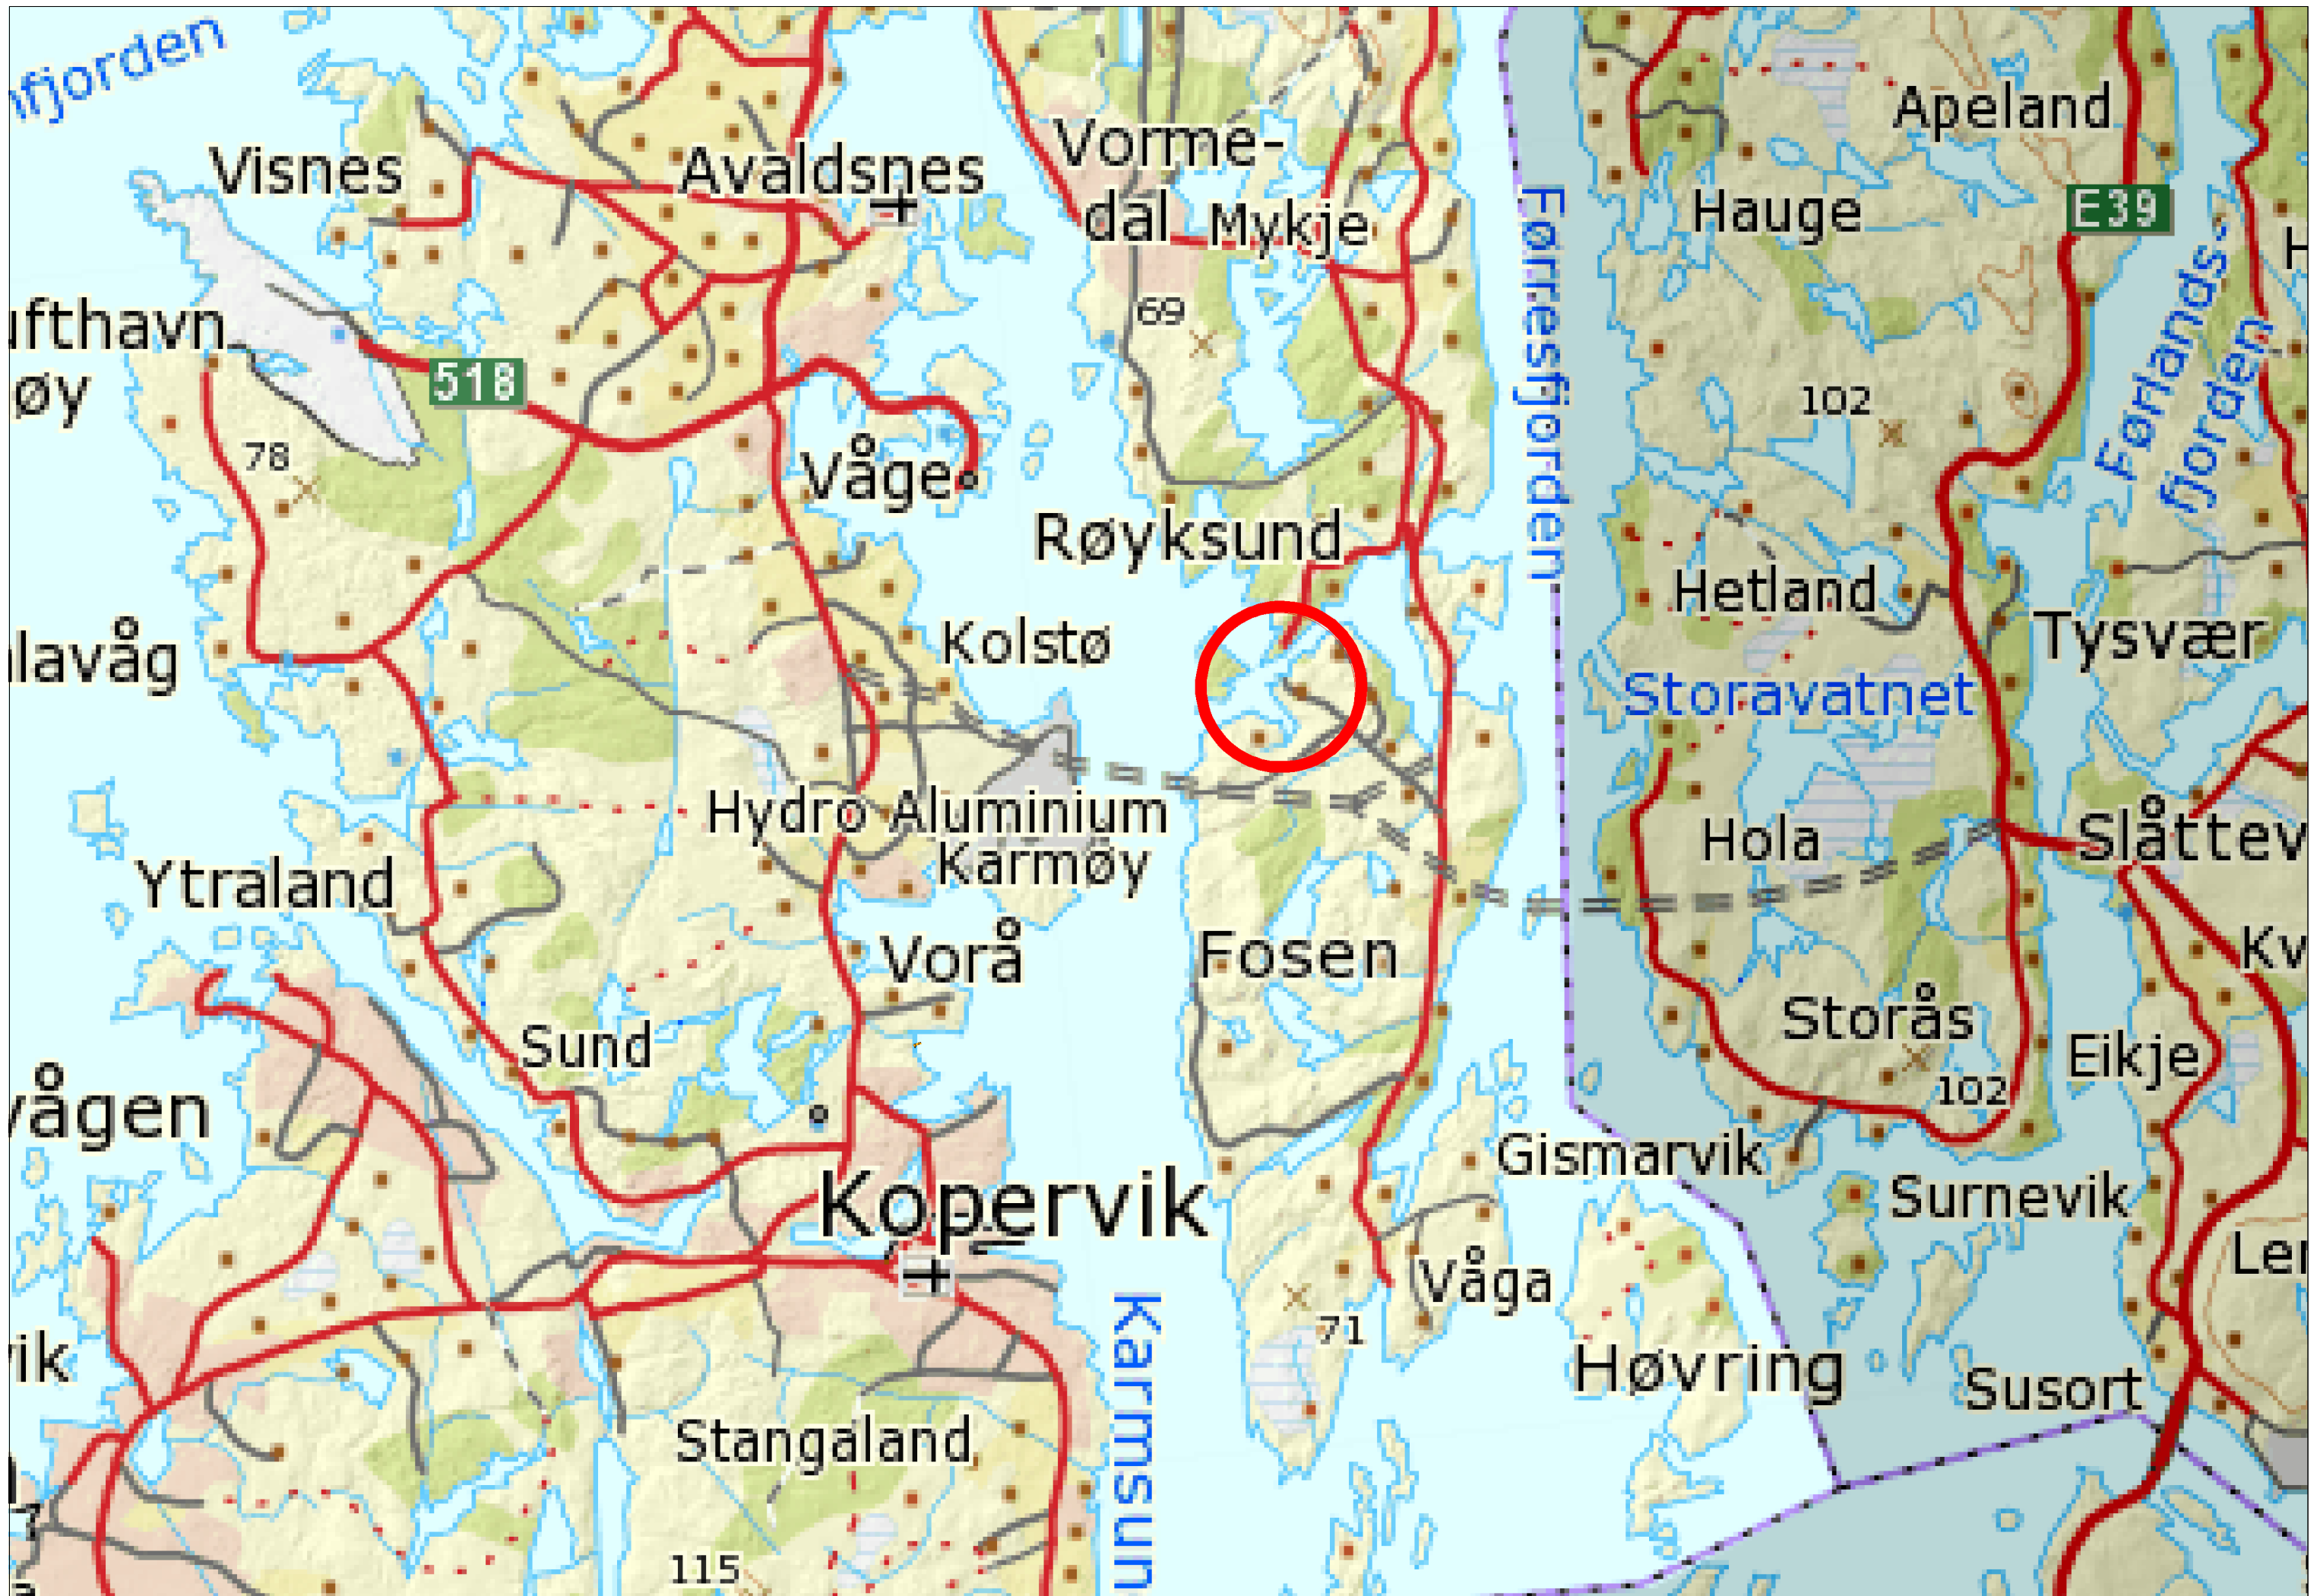 fjorden
Apeland
Visnes
Avaldsnes
Vorme-
dal
Mykje
Hauge
E39
Førresfjorden
Førlands-
fjorden
69
ufthavn
øy
518
102
78
Våge
Røyksund
Hetland
Kolstø
Tysvær
lavåg
Storavatnet
Hydro Aluminium
Karmøy
Hola
Slåttev
Ytraland
Vorå
Fosen
Kv
Storås
Sund
Eikje
102
vågen
Gismarvik
Kopervik
Surnevik
Våga
Ler
71
Karmsun
vik
Høvring
Susort
Stangaland
115